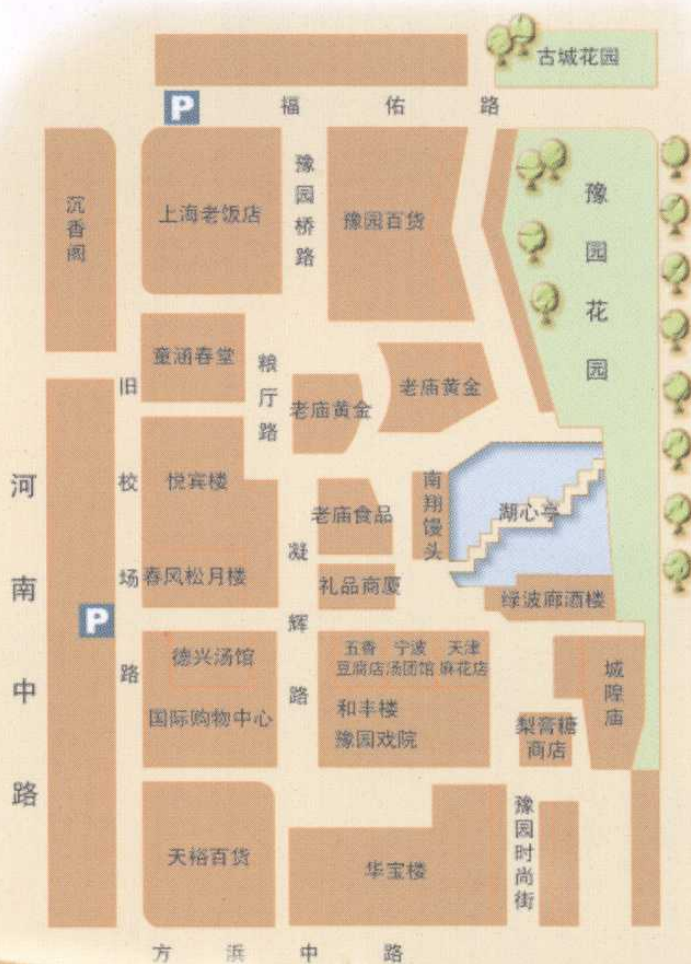 古城花园
P
福佑路
沉香阁
上海老饭店
豫园桥路
豫园百货
豫园花园
童涵春堂
旧校场路
粮厅路
老庙黄金
老庙黄金
河南中路
悦宾楼
老庙食品
南翔馒头
湖心亭
凝辉路
春风松月楼
礼品商厦
绿波廊酒楼
P
德兴汤馆
五香
豆腐店
宁波
汤团馆
天津
麻花店
城隍庙
国际购物中心
和丰楼
豫园戏院
梨膏糖
商店
天裕百货
华宝楼
豫园时尚街
方浜中路